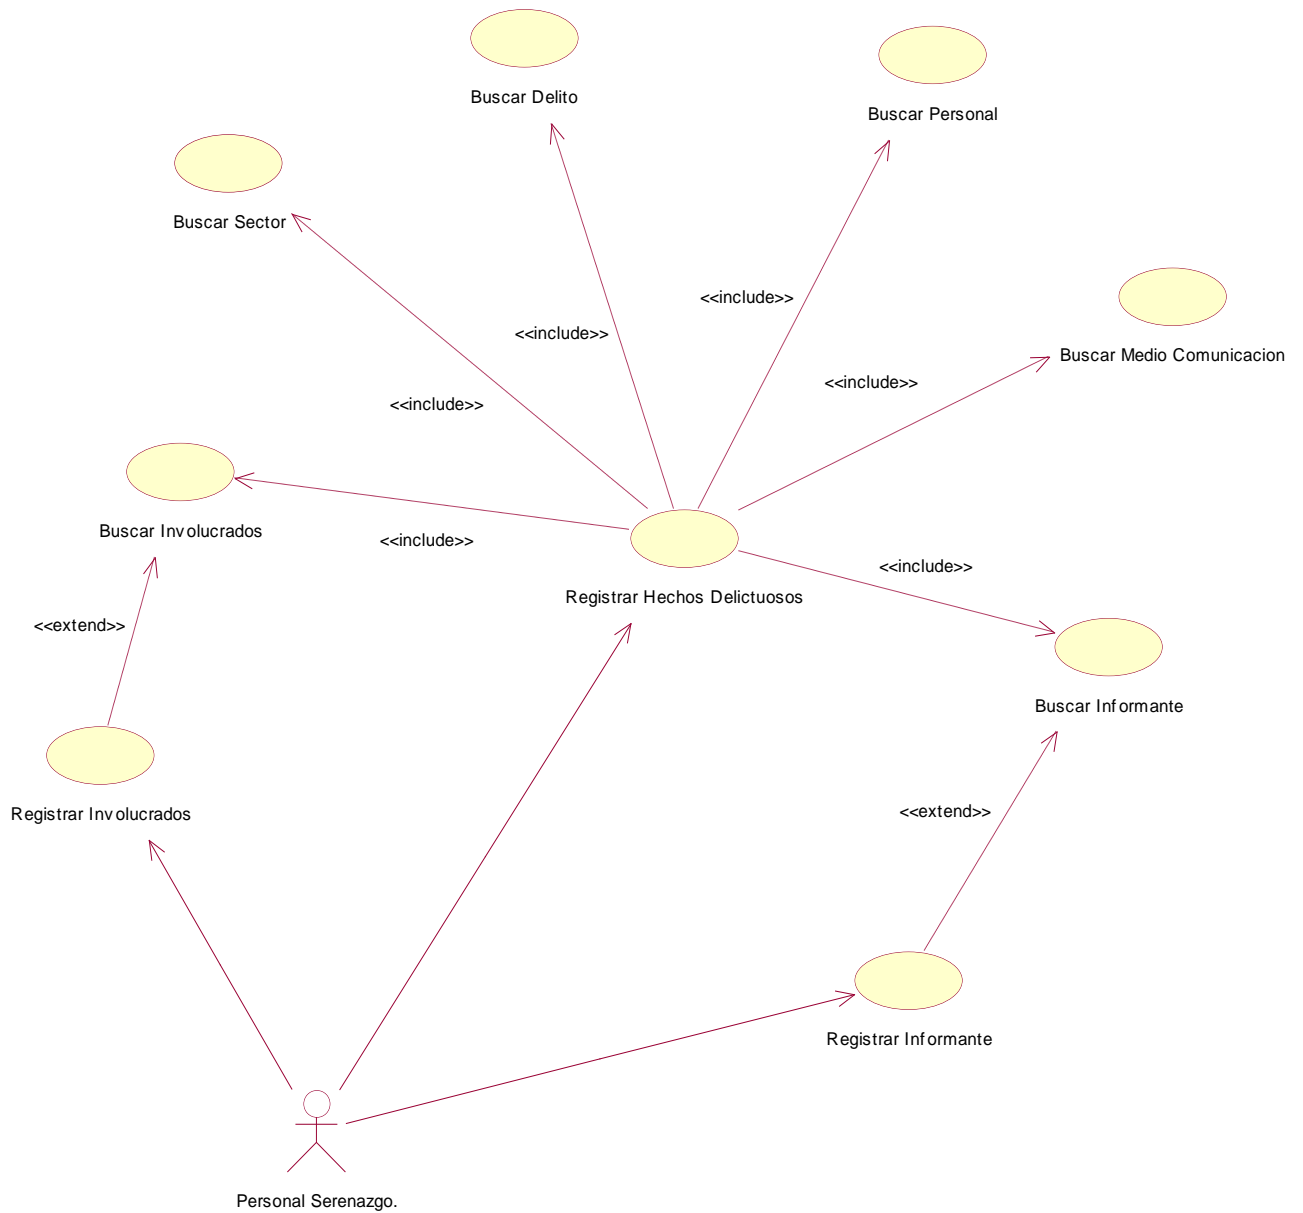 Buscar Delito
Buscar Personal
Buscar Sector
<<include>>
<<include>>
Buscar Medio Comunicacion
<<include>>
<<include>>
Buscar Involucrados
<<include>>
<<include>>
Registrar Hechos Delictuosos
<<extend>>
Buscar Informante
Registrar Involucrados
<<extend>>
Registrar Informante
Personal Serenazgo.